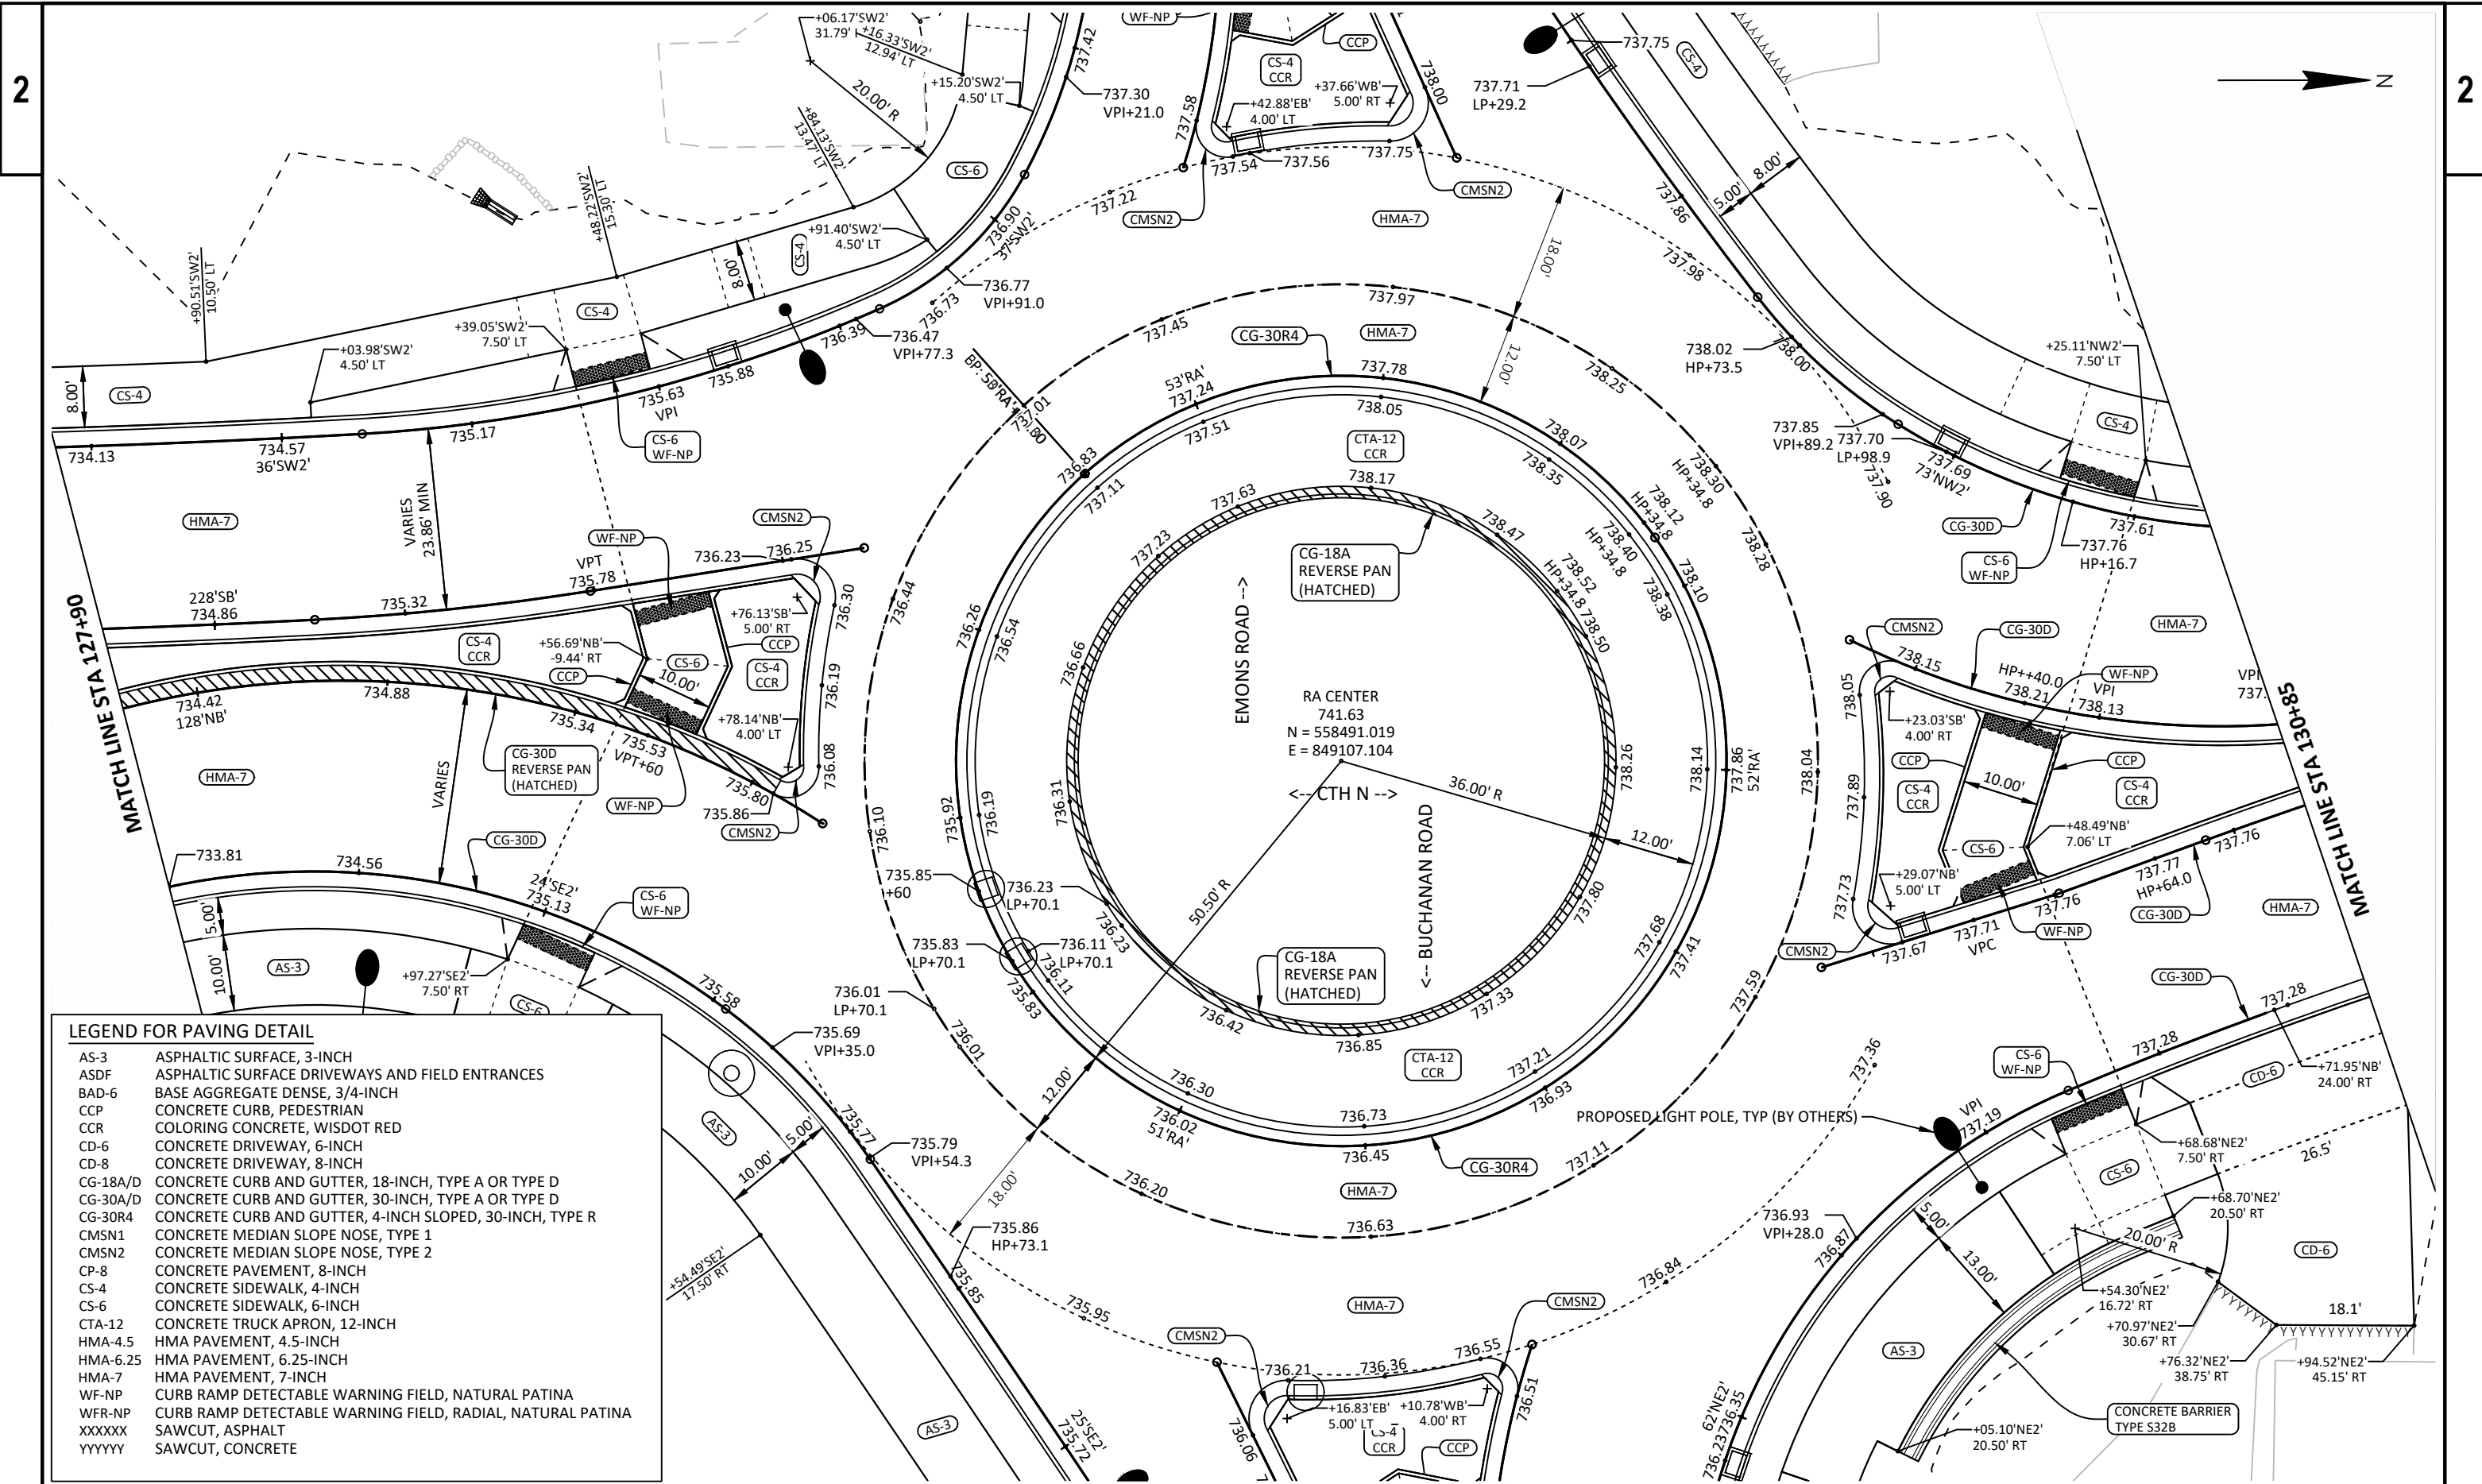 2
2
N
+06.17'SW2'
31.79'
+16.33'SW2'
12.94' LT
+15.20'SW2'
4.50' LT
20.00' R
+84.13'SW2'
13.47' LT
CS-6
737.42
737.30
VPI+21.0
+48.22'SW2'
15.30' LT
+90.51'SW2'
10.50' LT
+91.40'SW2'
4.50' LT
CS-4
8.00'
CS-4
+39.05'SW2'
7.50' LT
+03.98'SW2'
4.50' LT
8.00'
CS-4
736.90
37'SW2'
736.77
VPI+91.0
736.73
736.47
VPI+77.3
736.39
735.88
735.63
VPI
735.17
734.57
36'SW2'
734.13
CS-6
WF-NP
WF-NP
CCP
CS-4
CCR
+37.66'WB'
5.00' RT
+42.88'EB'
4.00' LT
738.00
737.58
737.54
737.56
737.75
737.22
CMSN2
CMSN2
HMA-7
18.00'
12.00'
737.75
737.71
LP+29.2
CS-4
8.00'
5.00'
737.86
737.98
738.02
HP+73.5
738.00
737.85
VPI+89.2
737.70
LP+98.9
737.69
73'NW2'
737.90
+25.11'NW2'
7.50' LT
CS-4
CG-30D
CS-6
WF-NP
737.61
737.76
HP+16.7
737.97
HMA-7
CG-30R4
737.45
737.78
738.05
53'RA'
737.24
737.51
BP: 50'RA'
737.01
736.83
737.11
CTA-12
CCR
738.07
738.35
738.25
738.30
HP+34.8
738.12
HP+34.8
738.40
HP+34.8
738.52
HP+34.8
738.28
738.10
738.38
738.50
738.47
738.17
737.63
737.23
736.66
736.31
CG-18A
REVERSE PAN
(HATCHED)
EMONS ROAD -->
RA CENTER
741.63
N = 558491.019
E = 849107.104
<-- CTH N -->
<-- BUCHANAN ROAD
36.00' R
12.00'
50.50' R
12.00'
18.00'
CG-18A
REVERSE PAN
(HATCHED)
738.26
738.14
737.86
52'RA'
738.04
737.80
737.68
737.41
737.59
737.33
737.21
736.93
737.11
736.85
736.73
736.45
736.63
736.42
736.30
736.02
51'RA'
736.20
736.23
LP+70.1
736.23
736.11
LP+70.1
736.11
735.83
LP+70.1
735.83
736.01
LP+70.1
736.01
735.85
+60
735.92
736.19
736.10
736.26
736.54
736.44
CTA-12
CCR
HMA-7
CG-30R4
HMA-7
MATCH LINE STA 127+90
HMA-7
VARIES
23.86' MIN
WF-NP
CMSN2
736.23
736.25
736.30
VPT
735.78
735.32
228'SB'
734.86
+76.13'SB'
5.00' RT
CCP
CS-4
CCR
+56.69'NB'
-9.44' RT
CS-6
10.00'
CCP
CS-4
CCR
736.19
736.08
+78.14'NB'
4.00' LT
734.42
128'NB'
734.88
735.34
735.53
VPT+60
735.80
735.86
CMSN2
WF-NP
CG-30D
REVERSE PAN
(HATCHED)
VARIES
HMA-7
CG-30D
733.81
734.56
24'SE2'
735.13
CS-6
WF-NP
5.00'
10.00'
AS-3
+97.27'SE2'
7.50' RT
CS-6
735.58
735.69
VPI+35.0
735.77
735.79
VPI+54.3
735.86
HP+73.1
735.85
735.95
AS-3
5.00'
10.00'
+54.49'SE2'
17.50' RT
25'SE2'
735.72
AS-3
MATCH LINE STA 130+85
CMSN2
CG-30D
HMA-7
738.15
HP++40.0
738.21
VPI
738.13
WF-NP
VPI
737.
738.05
+23.03'SB'
4.00' RT
CCP
CS-4
CCR
10.00'
CCP
CS-4
CCR
737.89
+48.49'NB'
7.06' LT
CS-6
+29.07'NB'
5.00' LT
737.73
CMSN2
737.67
737.71
VPC
WF-NP
737.76
737.77
HP+64.0
737.76
CG-30D
HMA-7
CG-30D
737.28
737.28
CS-6
WF-NP
CD-6
+71.95'NB'
24.00' RT
PROPOSED LIGHT POLE, TYP (BY OTHERS)
VPI
737.19
737.36
+68.68'NE2'
7.50' RT
26.5'
CS-6
+68.70'NE2'
20.50' RT
20.00' R
CD-6
736.93
VPI+28.0
736.87
5.00'
13.00'
+54.30'NE2'
16.72' RT
+70.97'NE2'
30.67' RT
+76.32'NE2'
38.75' RT
18.1'
+94.52'NE2'
45.15' RT
AS-3
CONCRETE BARRIER
TYPE S32B
+05.10'NE2'
20.50' RT
736.84
62'NE2'
736.35
736.23
HMA-7
CMSN2
CMSN2
736.21
736.36
736.55
736.51
736.06
+16.83'EB'
5.00' LT
+10.78'WB'
4.00' RT
CS-4
CCR
CCP
LEGEND FOR PAVING DETAIL
AS-3 ASPHALTIC SURFACE, 3-INCH
ASDF ASPHALTIC SURFACE DRIVEWAYS AND FIELD ENTRANCES
BAD-6 BASE AGGREGATE DENSE, 3/4-INCH
CCP CONCRETE CURB, PEDESTRIAN
CCR COLORING CONCRETE, WISDOT RED
CD-6 CONCRETE DRIVEWAY, 6-INCH
CD-8 CONCRETE DRIVEWAY, 8-INCH
CG-18A/D CONCRETE CURB AND GUTTER, 18-INCH, TYPE A OR TYPE D
CG-30A/D CONCRETE CURB AND GUTTER, 30-INCH, TYPE A OR TYPE D
CG-30R4 CONCRETE CURB AND GUTTER, 4-INCH SLOPED, 30-INCH, TYPE R
CMSN1 CONCRETE MEDIAN SLOPE NOSE, TYPE 1
CMSN2 CONCRETE MEDIAN SLOPE NOSE, TYPE 2
CP-8 CONCRETE PAVEMENT, 8-INCH
CS-4 CONCRETE SIDEWALK, 4-INCH
CS-6 CONCRETE SIDEWALK, 6-INCH
CTA-12 CONCRETE TRUCK APRON, 12-INCH
HMA-4.5 HMA PAVEMENT, 4.5-INCH
HMA-6.25 HMA PAVEMENT, 6.25-INCH
HMA-7 HMA PAVEMENT, 7-INCH
WF-NP CURB RAMP DETECTABLE WARNING FIELD, NATURAL PATINA
WFR-NP CURB RAMP DETECTABLE WARNING FIELD, RADIAL, NATURAL PATINA
XXXXXX SAWCUT, ASPHALT
YYYYYY SAWCUT, CONCRETE